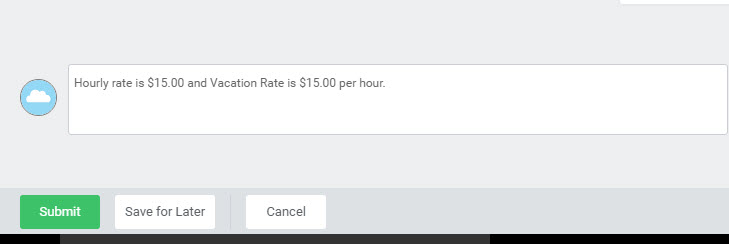 Hourly rate is $15.00 and Vacation Rate is $15.00 per hour.
Submit
Save for Later
Cancel